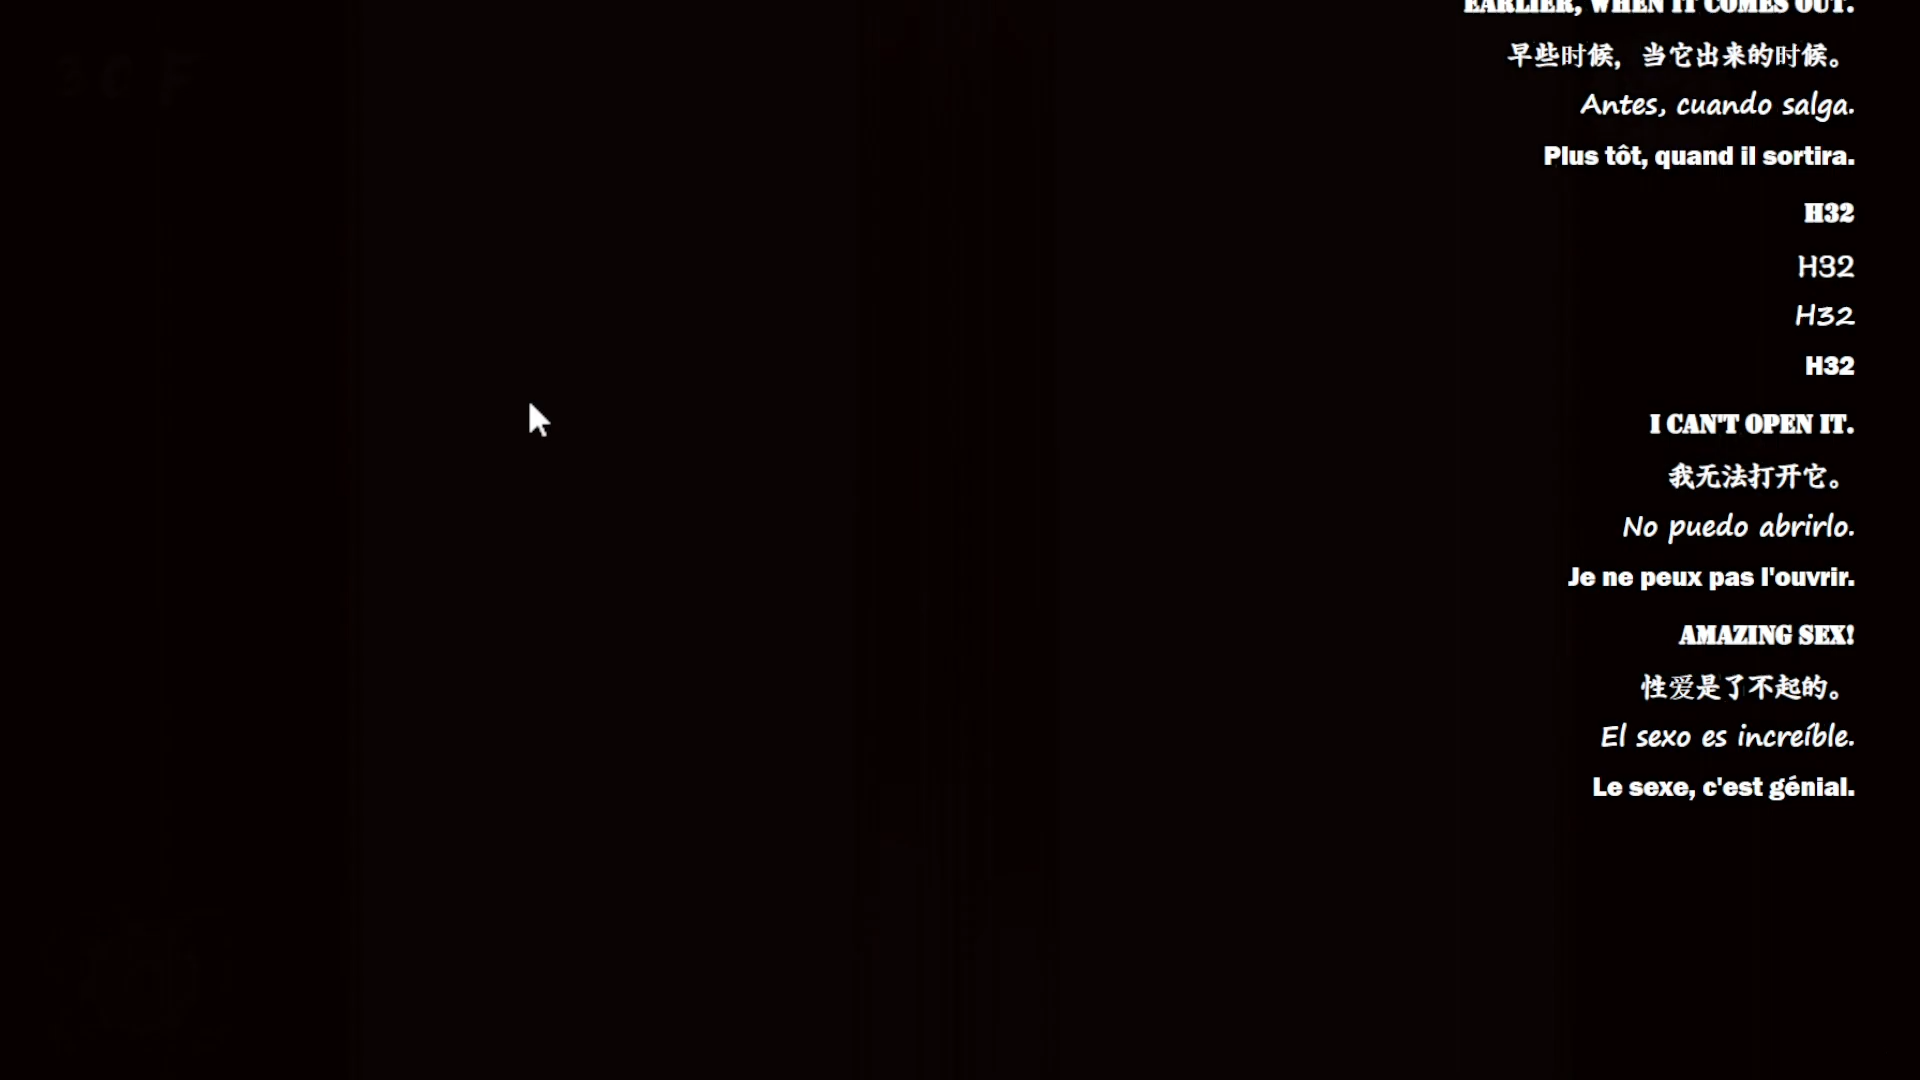 EARLIER, WHEN IT COMES OUT.
早些时候，当它出来的时候。
Antes, cuando salga.
Plus tôt, quand il sortira.
H32
H32
H32
H32
I CAN'T OPEN IT.
我无法打开它。
No puedo abrirlo.
Je ne peux pas l'ouvrir.
AMAZING SEX!
性爱是了不起的。
El sexo es increíble.
Le sexe, c'est génial.